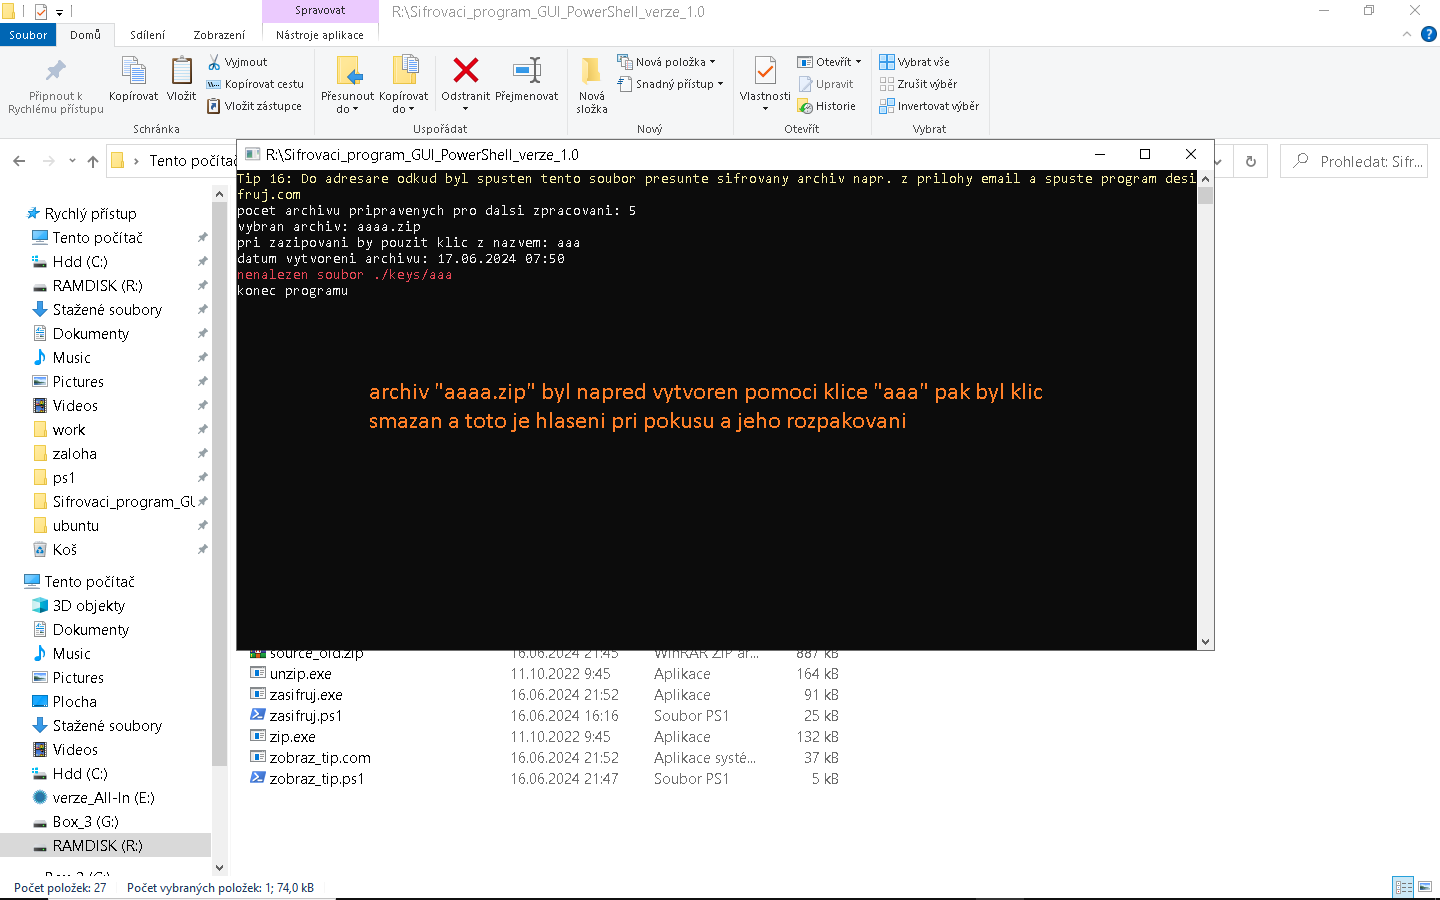 Spravovat
R:\Sifrovaci_program_GUI_PowerShell_verze_1.0
Soubor
Domů
Sdílení
Zobrazení
Nástroje aplikace
Připnout k
Rychlému přístupu
Kopírovat
Vložit
Vyjmout
Kopírovat cestu
Vložit zástupce
Schránka
Přesunout
do
Kopírovat
do
Odstranit
Přejmenovat
Uspořádat
Nová
složka
Nová položka
Snadný přístup
Nový
Vlastnosti
Otevřít
Upravit
Historie
Otevřít
Vybrat vše
Zrušit výběr
Invertovat výběr
Vybrat
Tento počítač
Prohledat: Sifr...
R:\Sifrovaci_program_GUI_PowerShell_verze_1.0
Tip 16: Do adresare odkud byl spusten tento soubor presunte sifrovany archiv napr. z prilohy email a spuste program desi
fruj.com
pocet archivu pripravenych pro dalsi zpracovani: 5
vybran archiv: aaaa.zip
pri zazipovani by pouzit klic z nazvem: aaa
datum vytvoreni archivu: 17.06.2024 07:50
nenalezen soubor ./keys/aaa
konec programu
archiv "aaaa.zip" byl napred vytvoren pomoci klice "aaa" pak byl klic
smazan a toto je hlaseni pri pokusu a jeho rozpakovani
Rychlý přístup
Tento počítač
Hdd (C:)
RAMDISK (R:)
Stažené soubory
Dokumenty
Music
Pictures
Videos
work
zaloha
ps1
Sifrovaci_program_GU
ubuntu
Koš
Tento počítač
3D objekty
Dokumenty
Music
Pictures
Plocha
Stažené soubory
Videos
Hdd (C:)
verze_All-In (E:)
Box_3 (G:)
RAMDISK (R:)
Box_3 (G:)
source_old.zip 16.06.2024 21:45 WinRAR ZIP ar... 887 kB
unzip.exe 11.10.2022 9:45 Aplikace 164 kB
zasifruj.exe 16.06.2024 21:52 Aplikace 91 kB
zasifruj.ps1 16.06.2024 16:16 Soubor PS1 25 kB
zip.exe 11.10.2022 9:45 Aplikace 132 kB
zobraz_tip.com 16.06.2024 21:52 Aplikace systé... 37 kB
zobraz_tip.ps1 16.06.2024 21:47 Soubor PS1 5 kB
Počet položek: 27
Počet vybraných položek: 1; 74,0 kB